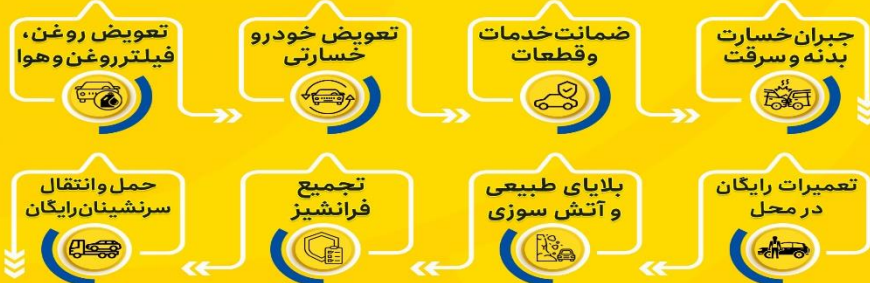 جبران خسارت
بدنه و سرقت
ضمانت خدمات
و قطعات
تعویض خودرو
خسارتی
تعویض روغن،
فیلتر روغن و هوا
تعمیرات رایگان
در محل
بلایای طبیعی
و آتش سوزی
تجمیع
فرانشیز
حمل و انتقال
سرنشینان رایگان